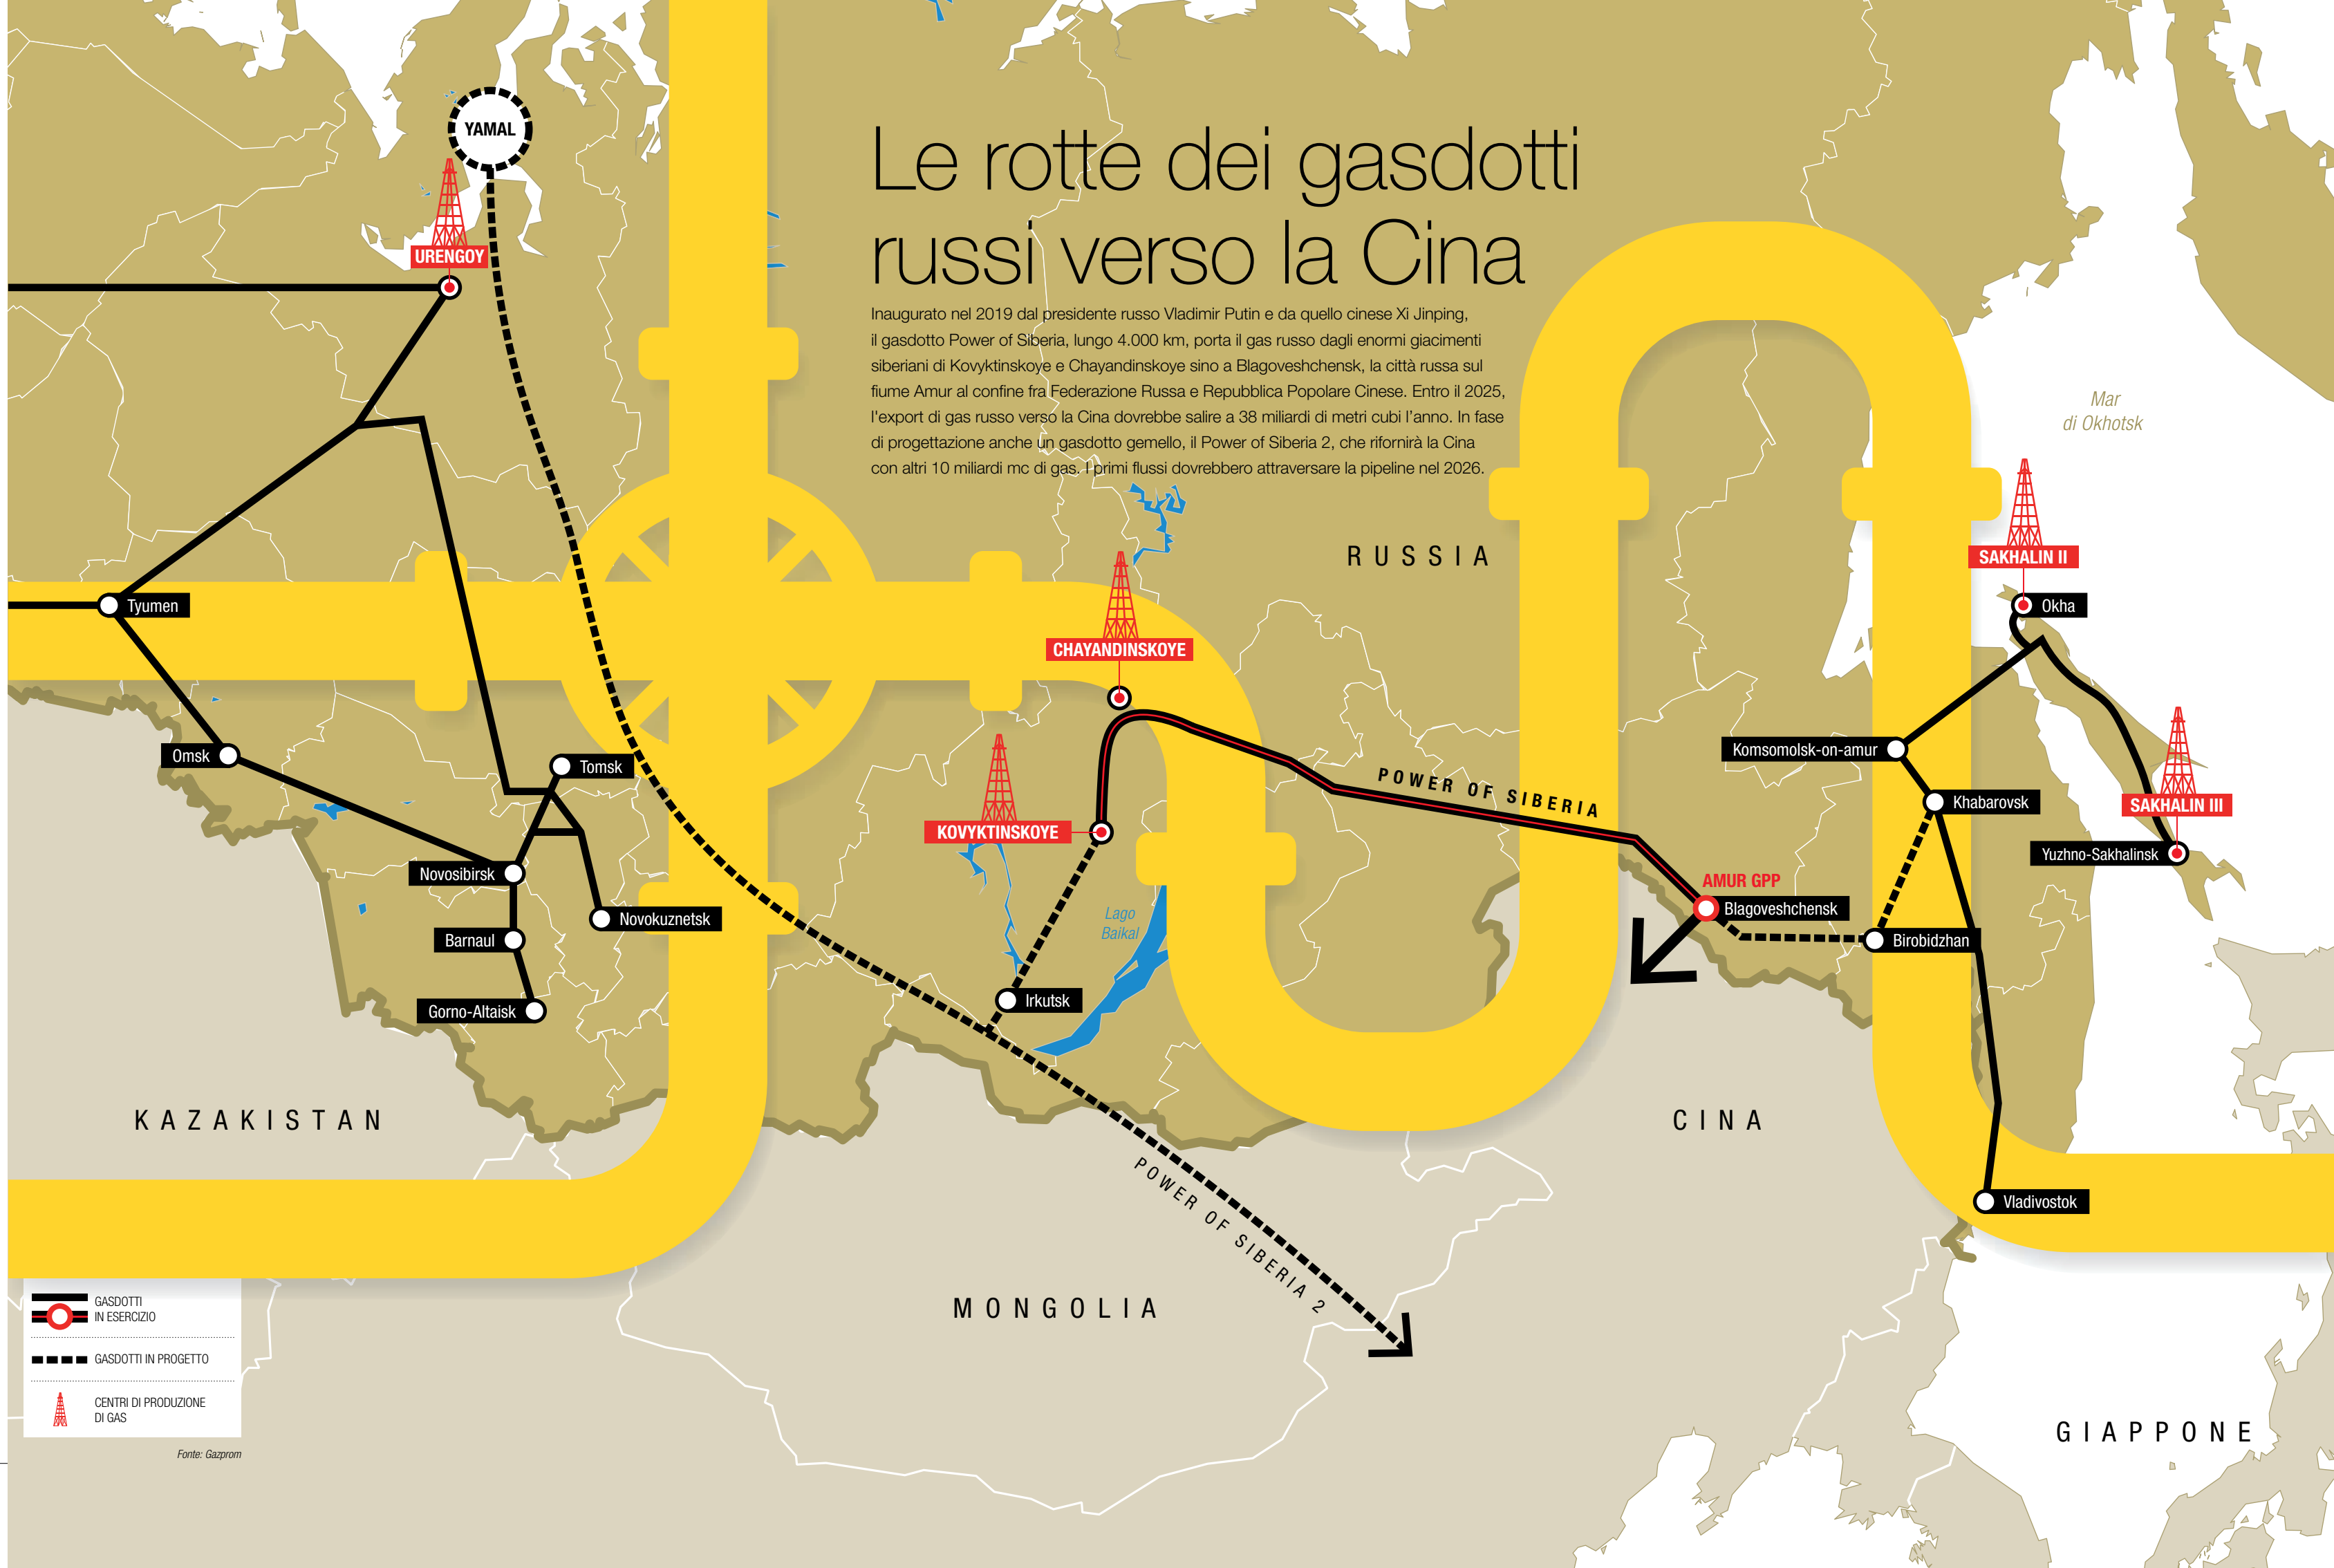 Le rotte dei gasdotti
russi verso la Cina
Inaugurato nel 2019 dal presidente russo Vladimir Putin e da quello cinese Xi Jinping,
il gasdotto Power of Siberia, lungo 4.000 km, porta il gas russo dagli enormi giacimenti
siberiani di Kovyktinskoye e Chayandinskoye sino a Blagoveshchensk, la città russa sul
fiume Amur al confine fra Federazione Russa e Repubblica Popolare Cinese. Entro il 2025,
l'export di gas russo verso la Cina dovrebbe salire a 38 miliardi di metri cubi l’anno. In fase
di progettazione anche un gasdotto gemello, il Power of Siberia 2, che rifornirà la Cina
con altri 10 miliardi mc di gas. I primi flussi dovrebbero attraversare la pipeline nel 2026.
YAMAL
URENGOY
Mar
di Okhotsk
RUSSIA
SAKHALIN II
Tyumen
Okha
CHAYANDINSKOYE
Omsk
Tomsk
Komsomolsk-on-amur
POWER OF SIBERIA
Khabarovsk
SAKHALIN III
KOVYKTINSKOYE
Yuzhno-Sakhalinsk
Novosibirsk
AMUR GPP
Blagoveshchensk
Novokuznetsk
Lago
Baikal
Barnaul
Birobidzhan
Irkutsk
Gorno-Altaisk
KAZAKISTAN
CINA
POWER OF SIBERIA 2
Vladivostok
MONGOLIA
GASDOTTI
IN ESERCIZIO
GASDOTTI IN PROGETTO
CENTRI DI PRODUZIONE
DI GAS
GIAPPONE
Fonte: Gazprom